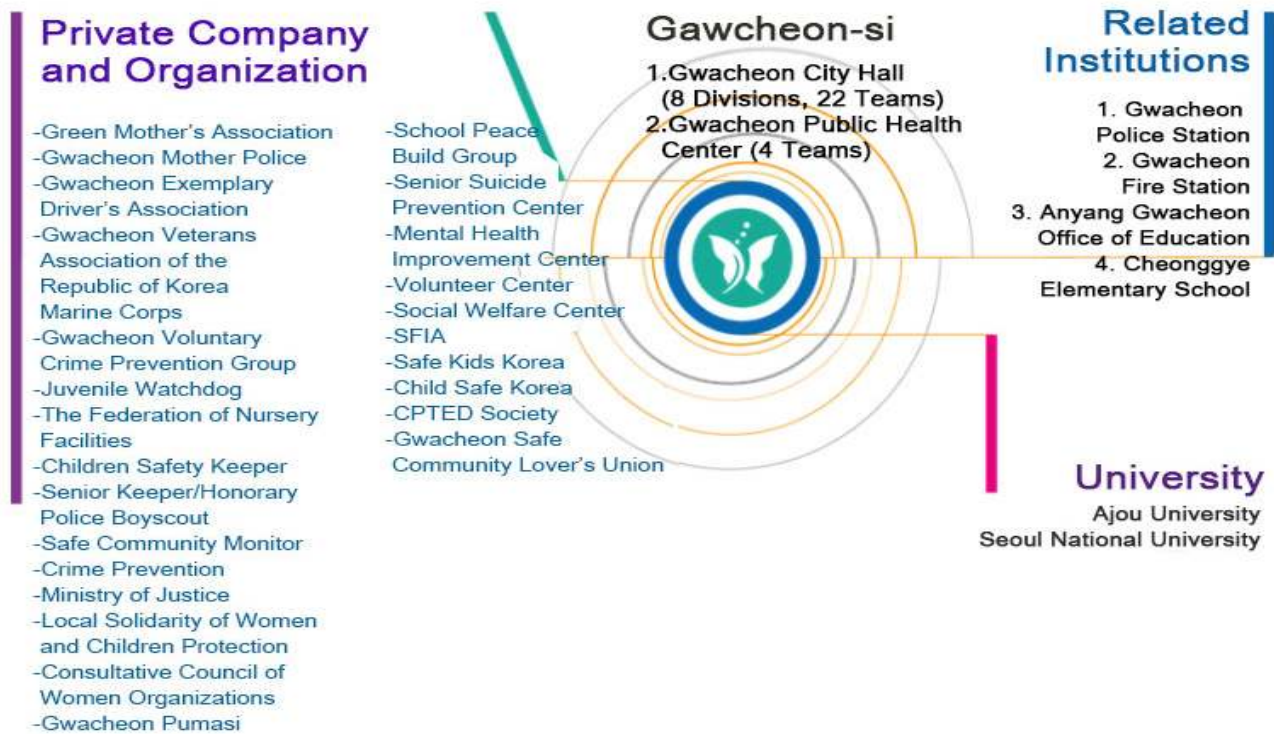 Private Company
and Organization
-Green Mother's Association
-Gwacheon Mother Police
-Gwacheon Exemplary
Driver's Association
-Gwacheon Veterans
Association of the
Republic of Korea
Marine Corps
-Gwacheon Voluntary
Crime Prevention Group
-Juvenile Watchdog
-The Federation of Nursery
Facilities
-Children Safety Keeper
-Senior Keeper/Honorary
Police Boyscout
-Safe Community Monitor
-Crime Prevention
-Ministry of Justice
-Local Solidarity of Women
and Children Protection
-Consultative Council of
Women Organizations
-Gwacheon Pumasi
-School Peace
Build Group
-Senior Suicide
Prevention Center
-Mental Health
Improvement Center
-Volunteer Center
-Social Welfare Center
-SFIA
-Safe Kids Korea
-Child Safe Korea
-CPTED Society
-Gwacheon Safe
Community Lover's Union
Gawcheon-si
1.Gwacheon City Hall
(8 Divisions, 22 Teams)
2.Gwacheon Public Health
Center (4 Teams)
Related
Institutions
1. Gwacheon
Police Station
2. Gwacheon
Fire Station
3. Anyang Gwacheon
Office of Education
4. Cheonggye
Elementary School
University
Ajou University
Seoul National University